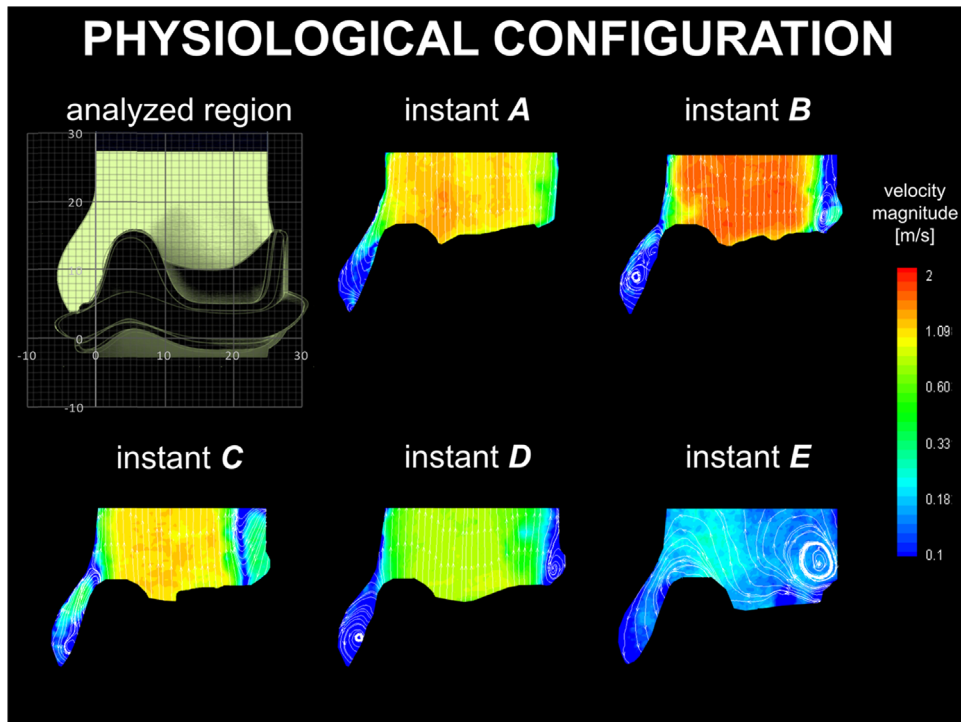 PHYSIOLOGICAL CONFIGURATION
analyzed region
instant A
instant B
30
20
10
0
-10
0
10
20
30
-10
velocity
magnitude
[m/s]
2
1.09
0.60
0.33
0.18
0.1
instant C
instant D
instant E